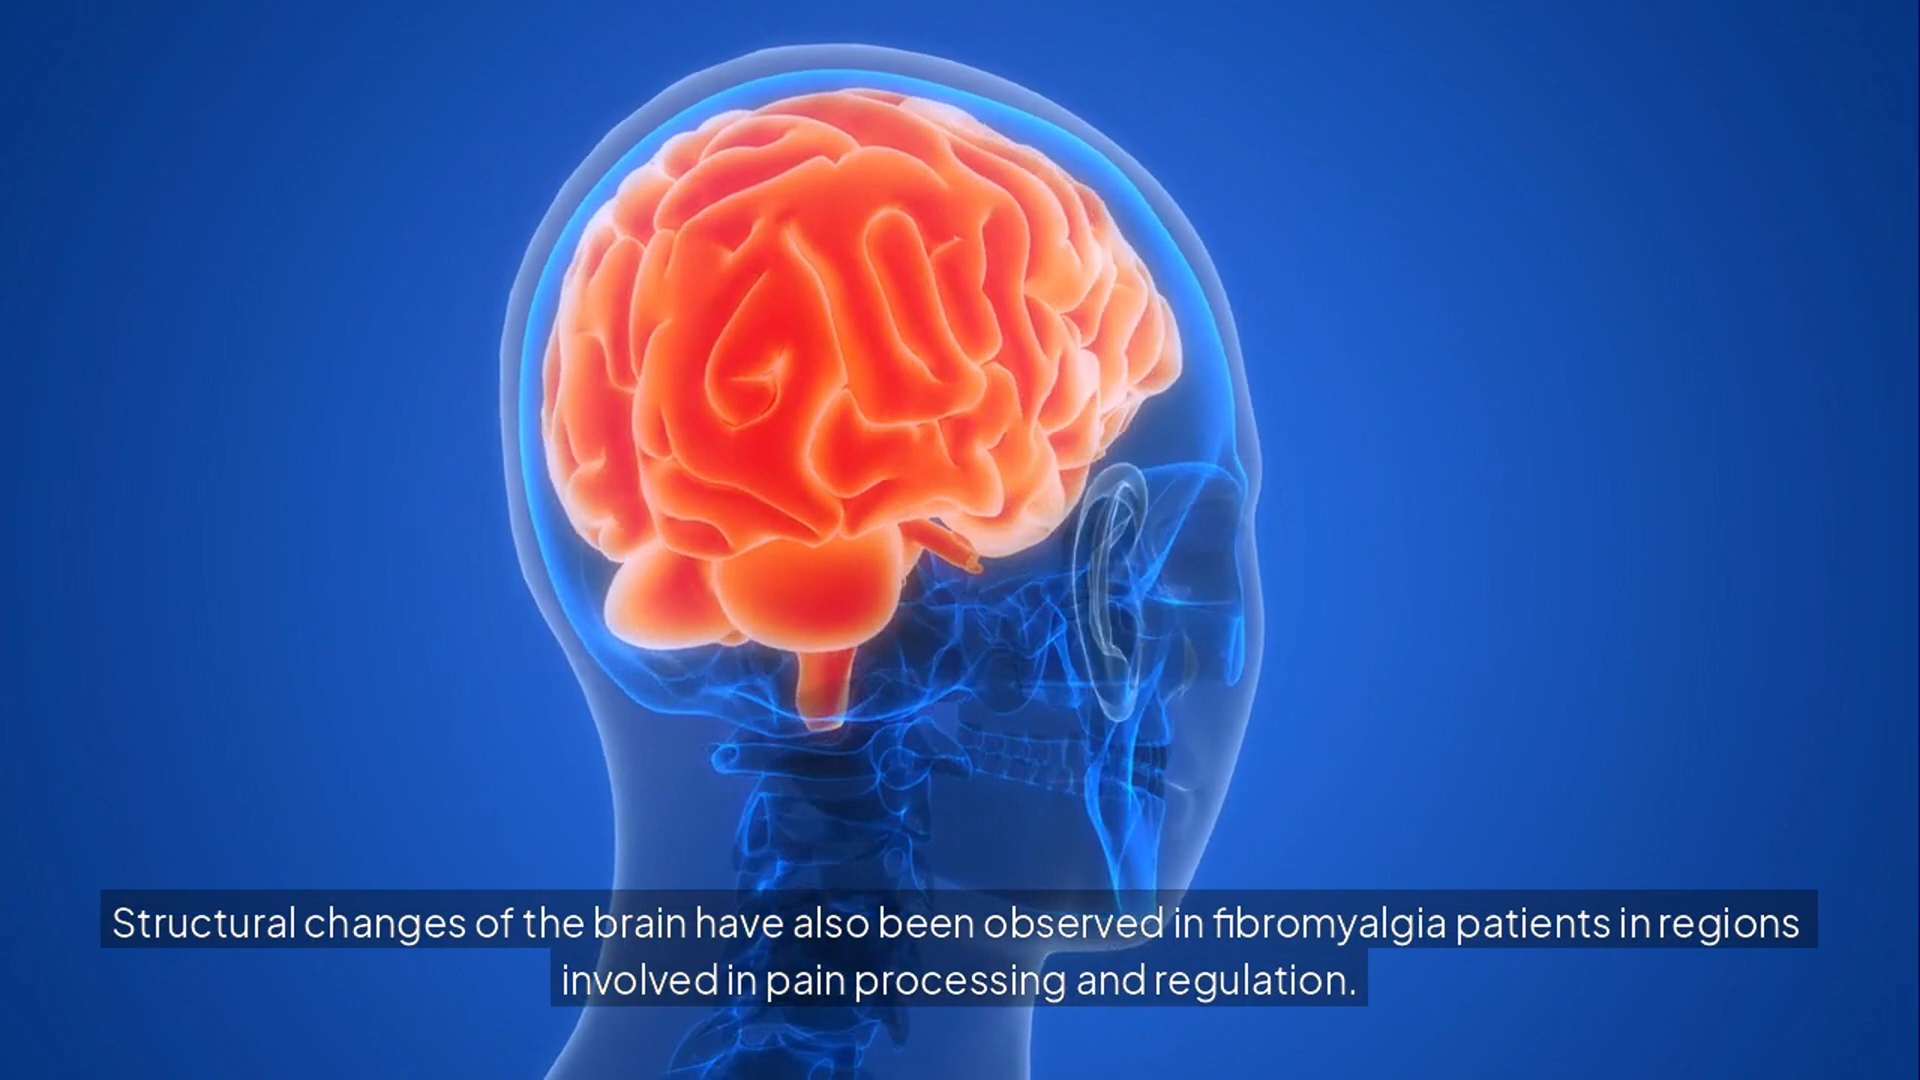 Structural changes of the brain have also been observed in fibromyalgia patients in regions
involved in pain processing and regulation.